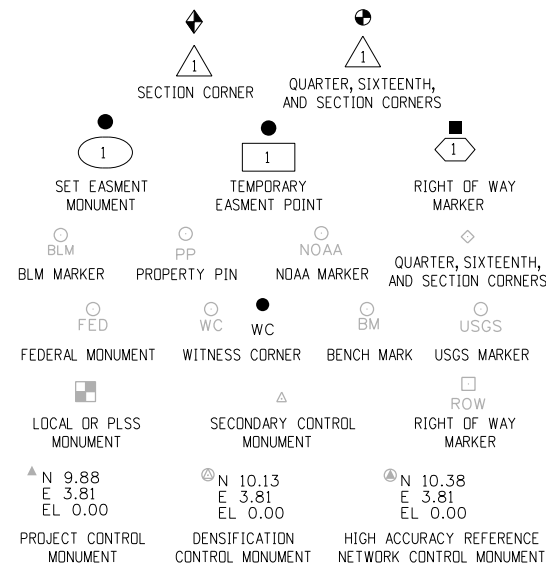 1
1
SECTION CORNER
QUARTER, SIXTEENTH,
AND SECTION CORNERS
1
1
1
SET EASMENT
MONUMENT
TEMPORARY
EASMENT POINT
RIGHT OF WAY
MARKER
BLM
PP
NOAA
BLM MARKER
PROPERTY PIN
NOAA MARKER
QUARTER, SIXTEENTH,
AND SECTION CORNERS
FED
WC
WC
BM
USGS
FEDERAL MONUMENT
WITNESS CORNER
BENCH MARK
USGS MARKER
ROW
LOCAL OR PLSS
MONUMENT
SECONDARY CONTROL
MONUMENT
RIGHT OF WAY
MARKER
N 9.88
E 3.81
EL 0.00
N 10.13
E 3.81
EL 0.00
N 10.38
E 3.81
EL 0.00
PROJECT CONTROL
MONUMENT
DENSIFICATION
CONTROL MONUMENT
HIGH ACCURACY REFERENCE
NETWORK CONTROL MONUMENT